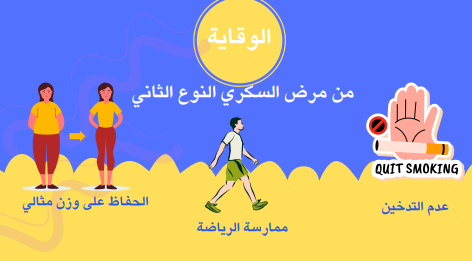 الوقاية
من مرض السكري النوع الثاني
QUIT SMOKING
الحفاظ على وزن مثالي
ممارسة الرياضة
عدم التدخين